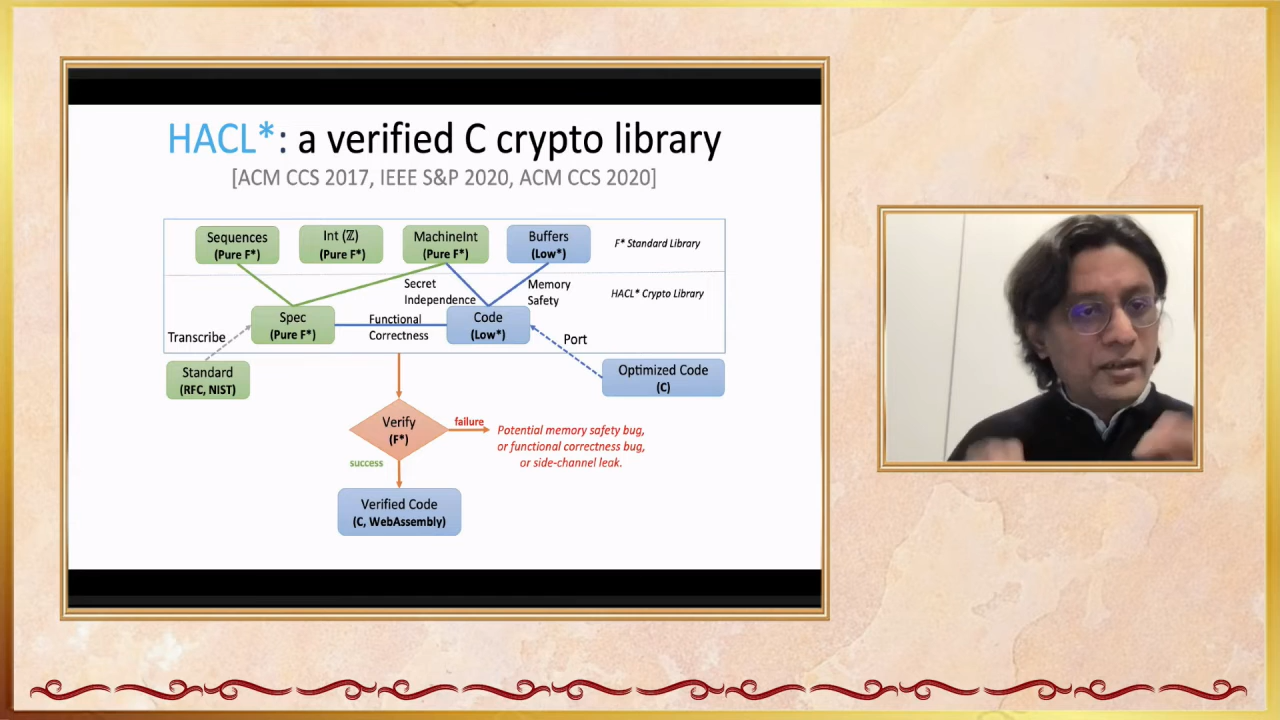 HACL*: a verified C crypto library
[ACM CCS 2017, IEEE S&P 2020, ACM CCS 2020]
Sequences
(Pure F*)
Int (ℤ)
(Pure F*)
MachineInt
(Pure F*)
Buffers
(Low*)
F* Standard Library
Secret
Independence
Memory
Safety
HACL* Crypto Library
Spec
(Pure F*)
Functional
Correctness
Code
(Low*)
Transcribe
Port
Standard
(RFC, NIST)
Optimized Code
(C)
Verify
(F*)
failure
Potential memory safety bug,
or functional correctness bug,
or side-channel leak.
success
Verified Code
(C, WebAssembly)